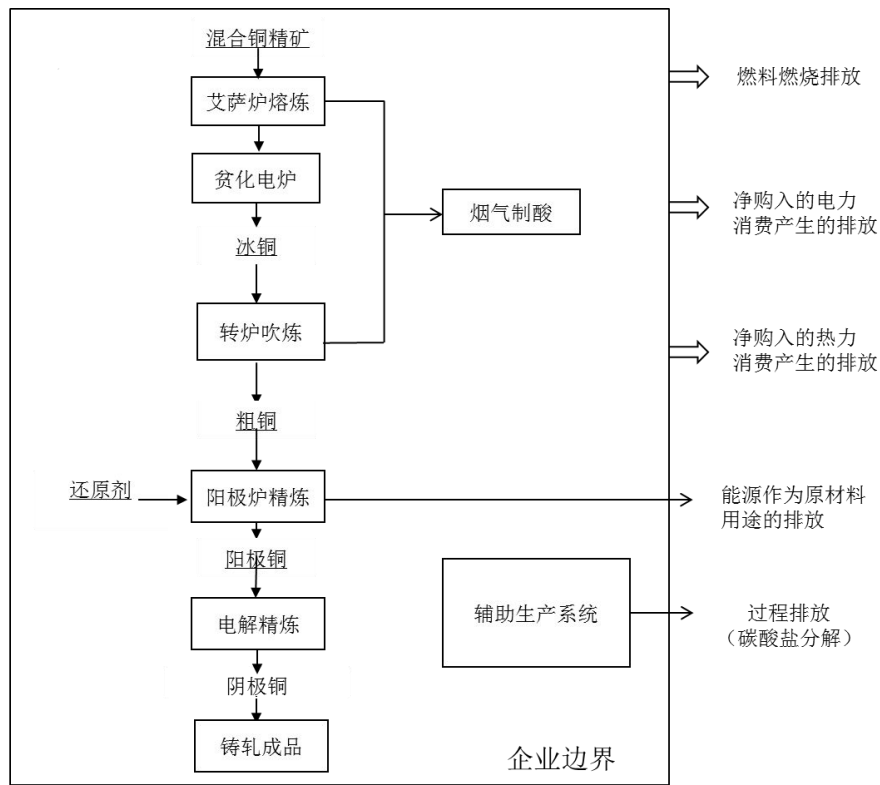 混合铜精矿
艾萨炉熔炼
贫化电炉
冰铜
转炉吹炼
粗铜
还原剂
阳极炉精炼
阳极铜
电解精炼
阴极铜
铸轧成品
烟气制酸
辅助生产系统
企业边界
燃料燃烧排放
净购入的电力
消费产生的排放
净购入的热力
消费产生的排放
能源作为原材料
用途的排放
过程排放
（碳酸盐分解）